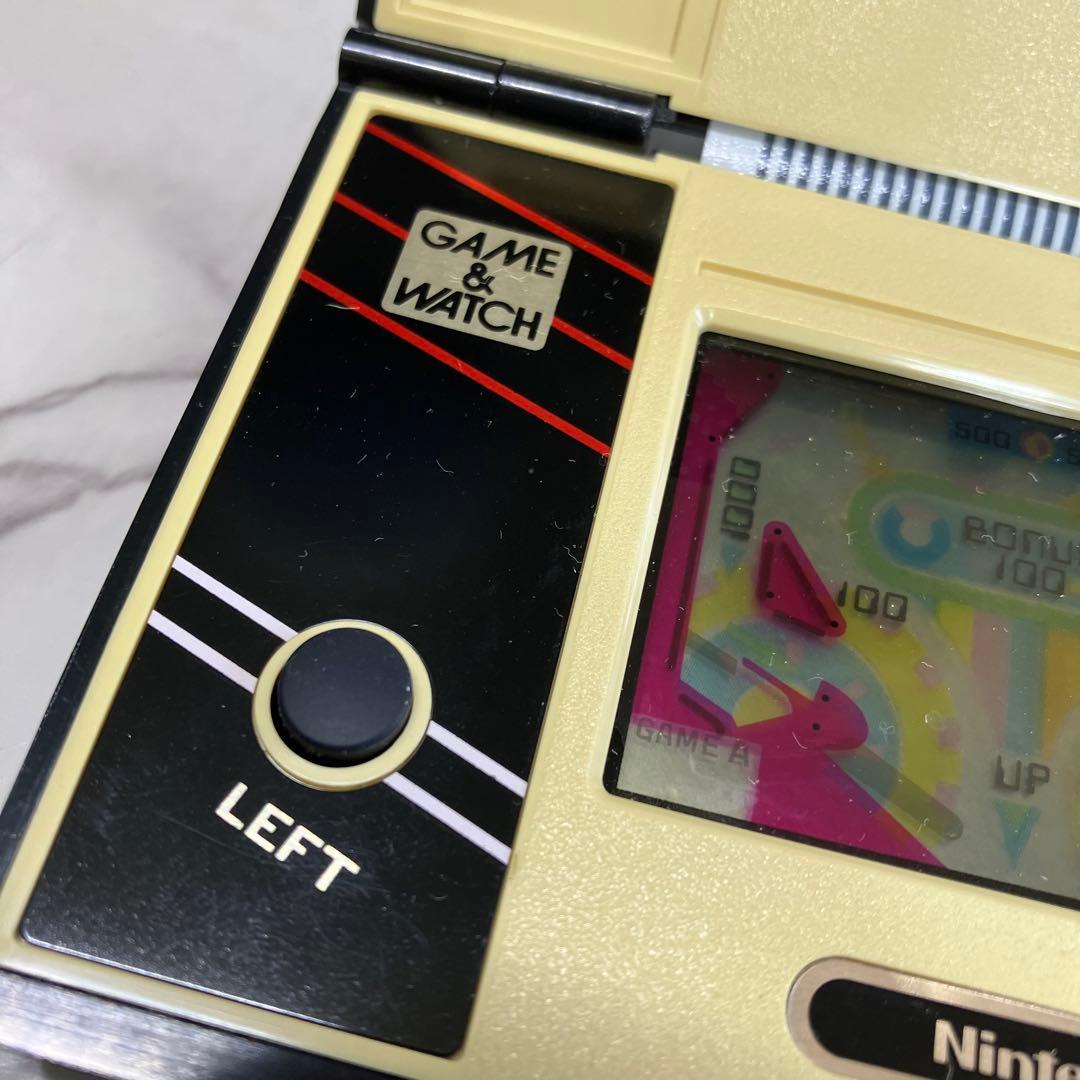 GAME
&
WATCH
500
1000
BONUS
100
100
GAME A
UP
LEFT
Ninte